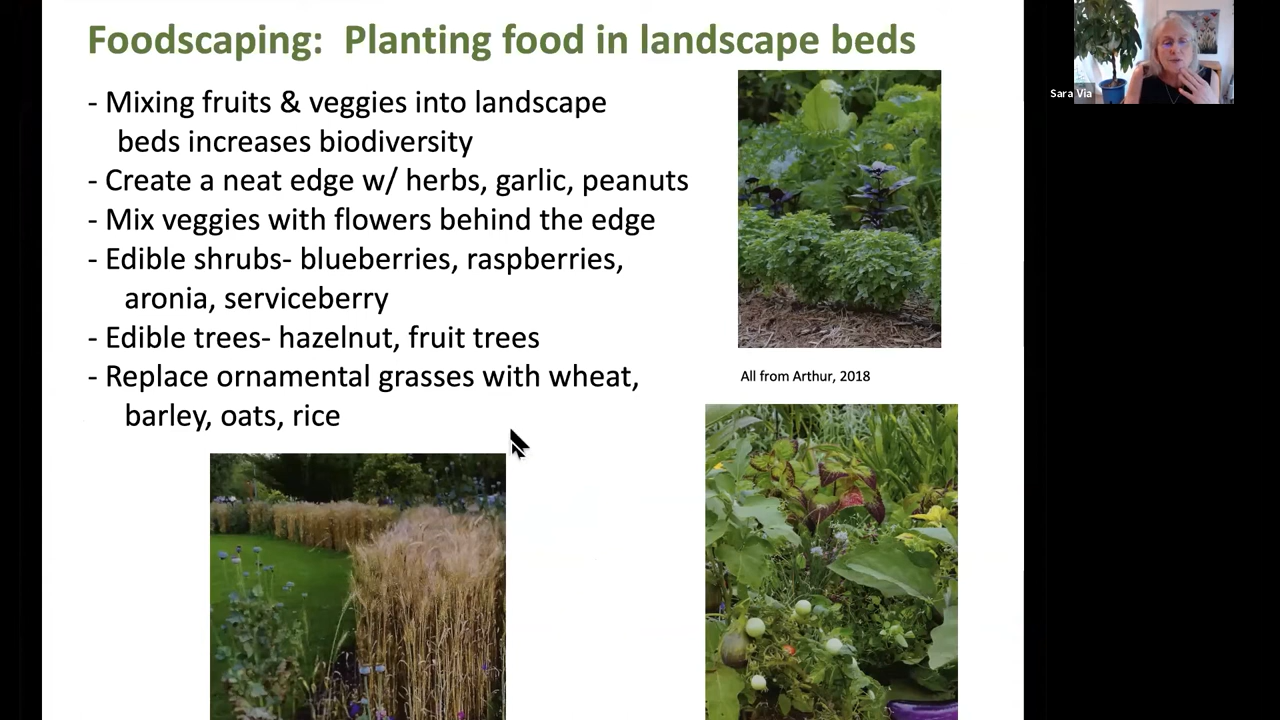 Foodscaping: Planting food in landscape beds
- Mixing fruits & veggies into landscape
beds increases biodiversity
- Create a neat edge w/ herbs, garlic, peanuts
- Mix veggies with flowers behind the edge
- Edible shrubs- blueberries, raspberries,
aronia, serviceberry
- Edible trees- hazelnut, fruit trees
- Replace ornamental grasses with wheat,
barley, oats, rice
All from Arthur, 2018
Sara Via